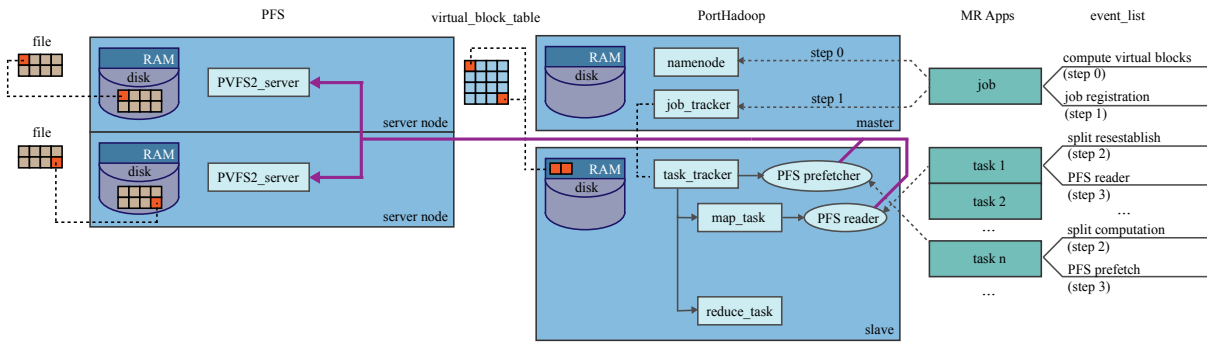 PFS
virtual_block_table
PortHadoop
MR Apps
event_list
file
RAM
disk
PVFS2_server
server node
file
RAM
disk
PVFS2_server
server node
RAM
disk
namenode
step 0
job_tracker
step 1
master
RAM
disk
task_tracker
PFS prefetcher
map_task
PFS reader
reduce_task
slave
job
task 1
task 2
...
task n
...
compute virtual blocks
(step 0)
job registration
(step 1)
split resestablish
(step 2)
PFS reader
(step 3)
...
split computation
(step 2)
PFS prefetch
(step 3)